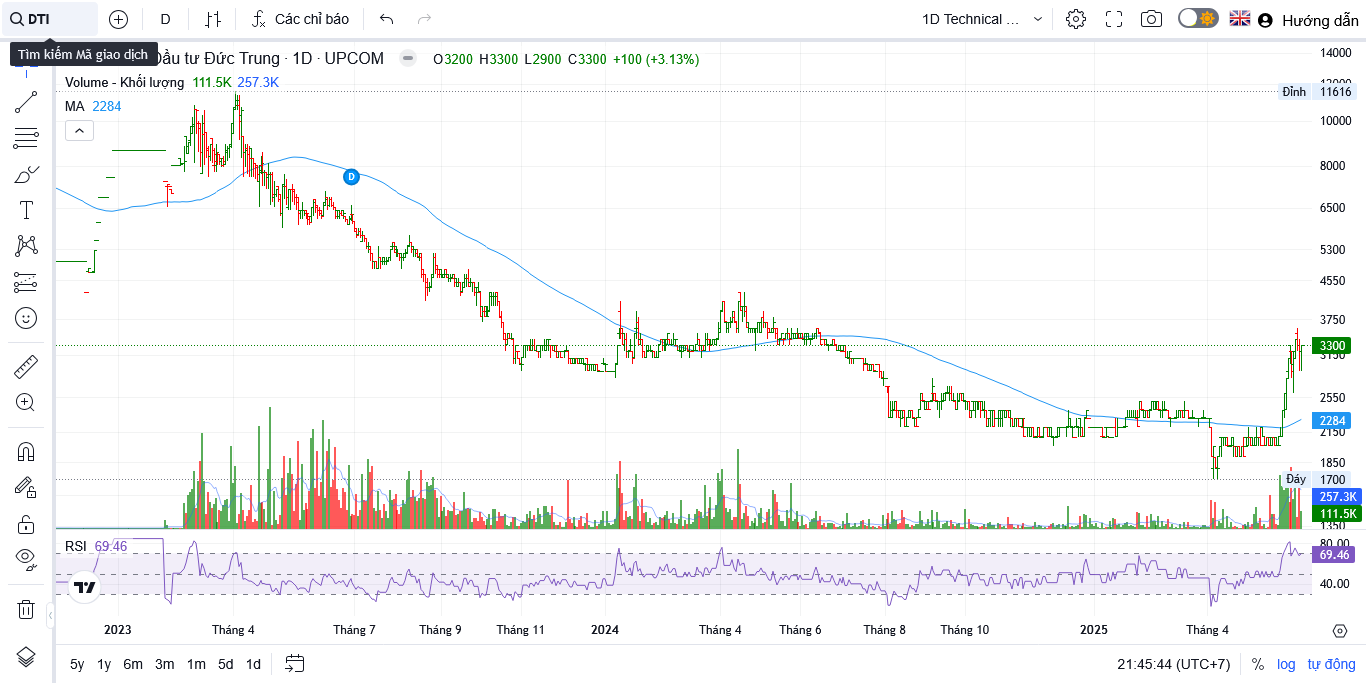 DTI
D
Các chỉ báo
1D Technical ...
Hướng dẫn
Tìm kiếm Mã giao dịch
Đầu tư Đức Trung · 1D · UPCOM
O3200 H3300 L2900 C3300 +100 (+3.13%)
Volume - Khối lượng 111.5K 257.3K
MA 2284
D
14000
12000
Đỉnh 11616
10000
8000
6500
5300
4550
3750
3300
3150
2550
2284
2150
1850
Đáy 1700
257.3K
111.5K
1350
RSI 69.46
80.00
69.46
40.00
2023 Tháng 4 Tháng 7 Tháng 9 Tháng 11 2024 Tháng 4 Tháng 6 Tháng 8 Tháng 10 2025 Tháng 4
5y 1y 6m 3m 1m 5d 1d
21:45:44 (UTC+7) % log tự động